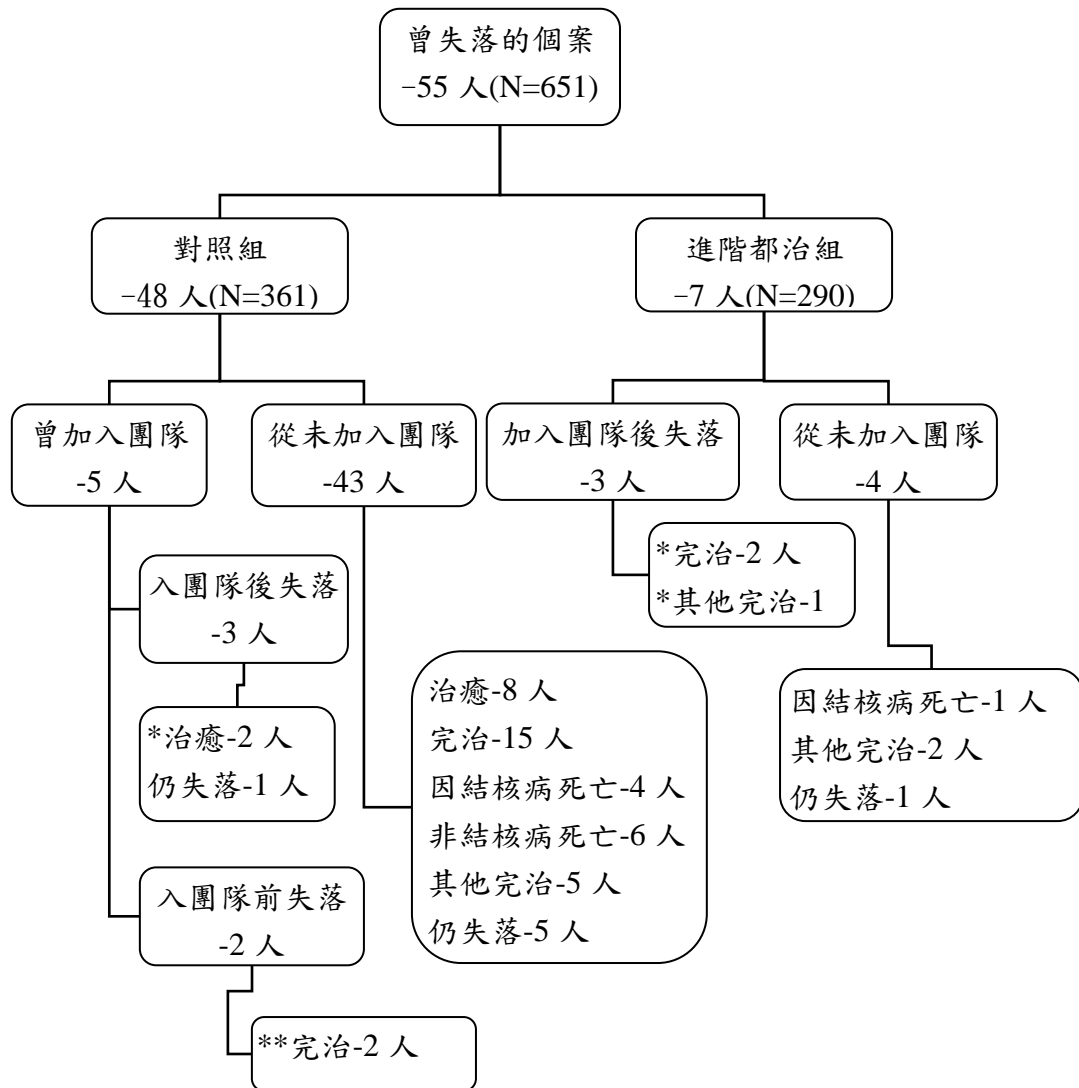 曾失落的個案
-55 人(N=651)
對照組
-48 人(N=361)
進階都治組
-7 人(N=290)
曾加入團隊
-5 人
從未加入團隊
-43 人
加入團隊後失落
-3 人
從未加入團隊
-4 人
入團隊後失落
-3 人
*治癒-2 人
仍失落-1 人
入團隊前失落
-2 人
**完治-2 人
治癒-8 人
完治-15 人
因結核病死亡-4 人
非結核病死亡-6 人
其他完治-5 人
仍失落-5 人
*完治-2 人
*其他完治-1
因結核病死亡-1 人
其他完治-2 人
仍失落-1 人